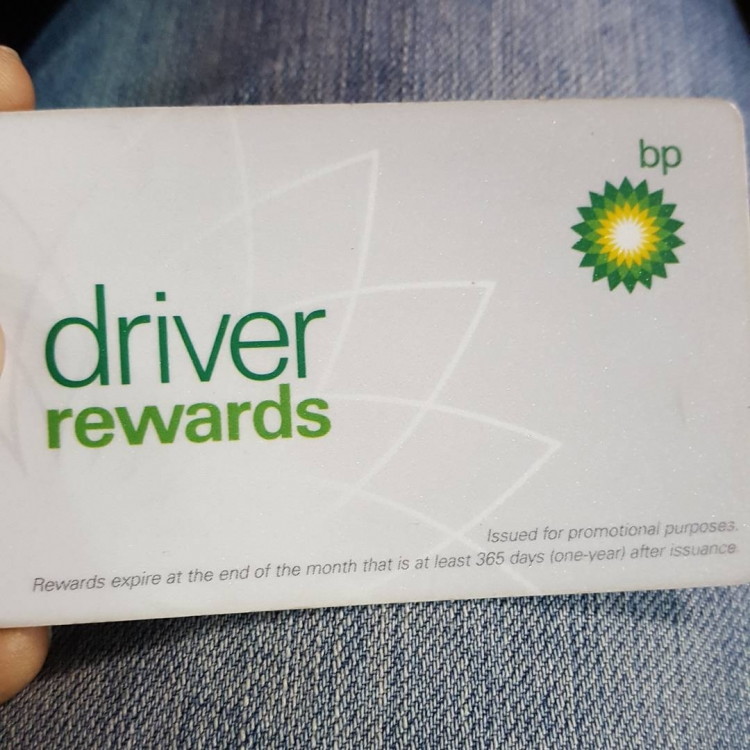 bp
driver
rewards
Issued for promotional purposes.
Rewards expire at the end of the month that is at least 365 days (one-year) after issuance.